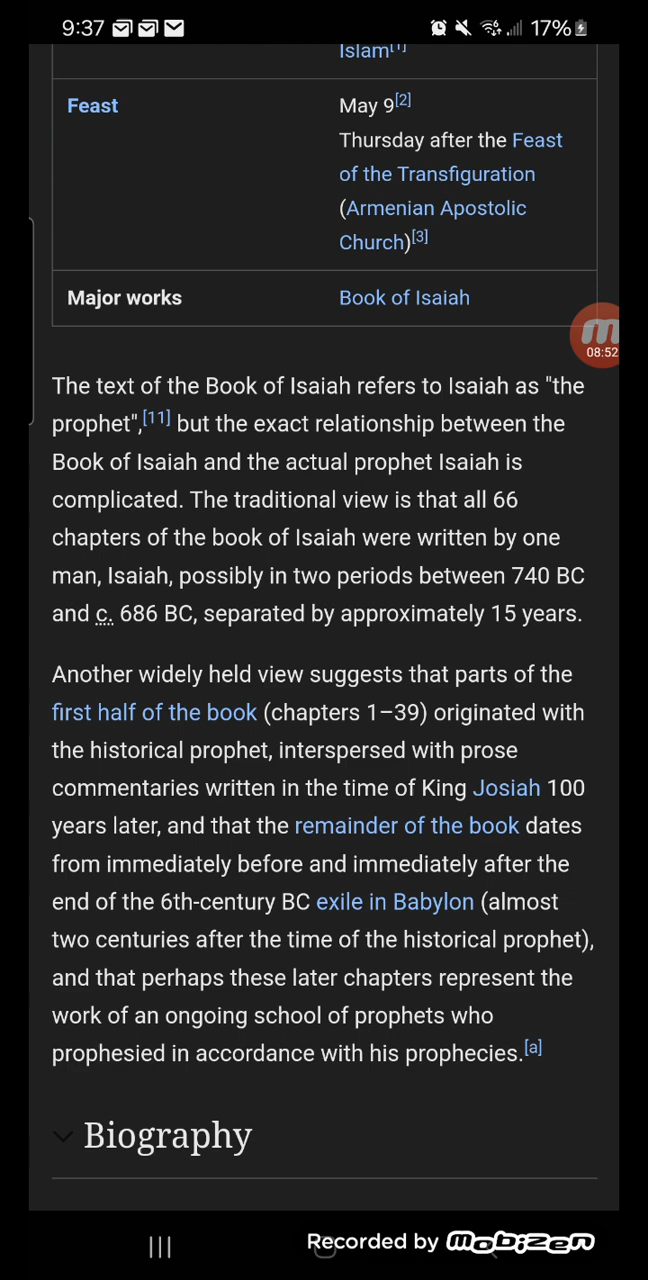 9:37 17%
Islam[1]
Feast May 9[2]
Thursday after the Feast
of the Transfiguration
(Armenian Apostolic
Church)[3]
Major works Book of Isaiah
m
08:52
The text of the Book of Isaiah refers to Isaiah as "the
prophet",[11] but the exact relationship between the
Book of Isaiah and the actual prophet Isaiah is
complicated. The traditional view is that all 66
chapters of the book of Isaiah were written by one
man, Isaiah, possibly in two periods between 740 BC
and c. 686 BC, separated by approximately 15 years.
Another widely held view suggests that parts of the
first half of the book (chapters 1–39) originated with
the historical prophet, interspersed with prose
commentaries written in the time of King Josiah 100
years later, and that the remainder of the book dates
from immediately before and immediately after the
end of the 6th-century BC exile in Babylon (almost
two centuries after the time of the historical prophet),
and that perhaps these later chapters represent the
work of an ongoing school of prophets who
prophesied in accordance with his prophecies.[a]
Biography
Recorded by mobizen